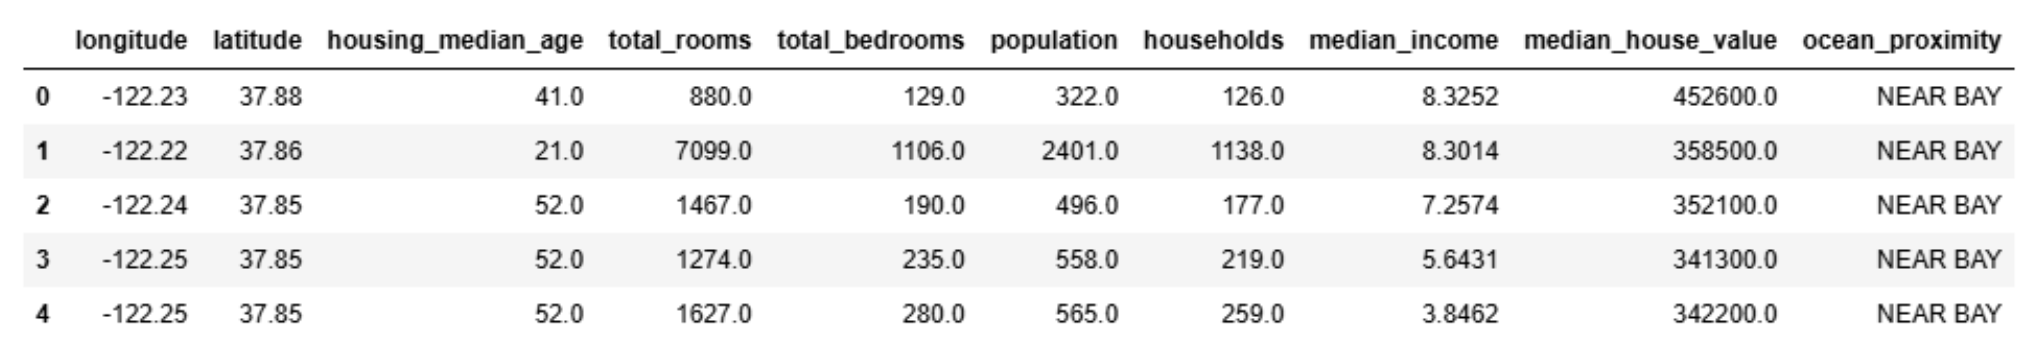 longitude latitude housing_median_age total_rooms total_bedrooms population households median_income median_house_value ocean_proximity
0 -122.23 37.88 41.0 880.0 129.0 322.0 126.0 8.3252 452600.0 NEAR BAY
1 -122.22 37.86 21.0 7099.0 1106.0 2401.0 1138.0 8.3014 358500.0 NEAR BAY
2 -122.24 37.85 52.0 1467.0 190.0 496.0 177.0 7.2574 352100.0 NEAR BAY
3 -122.25 37.85 52.0 1274.0 235.0 558.0 219.0 5.6431 341300.0 NEAR BAY
4 -122.25 37.85 52.0 1627.0 280.0 565.0 259.0 3.8462 342200.0 NEAR BAY